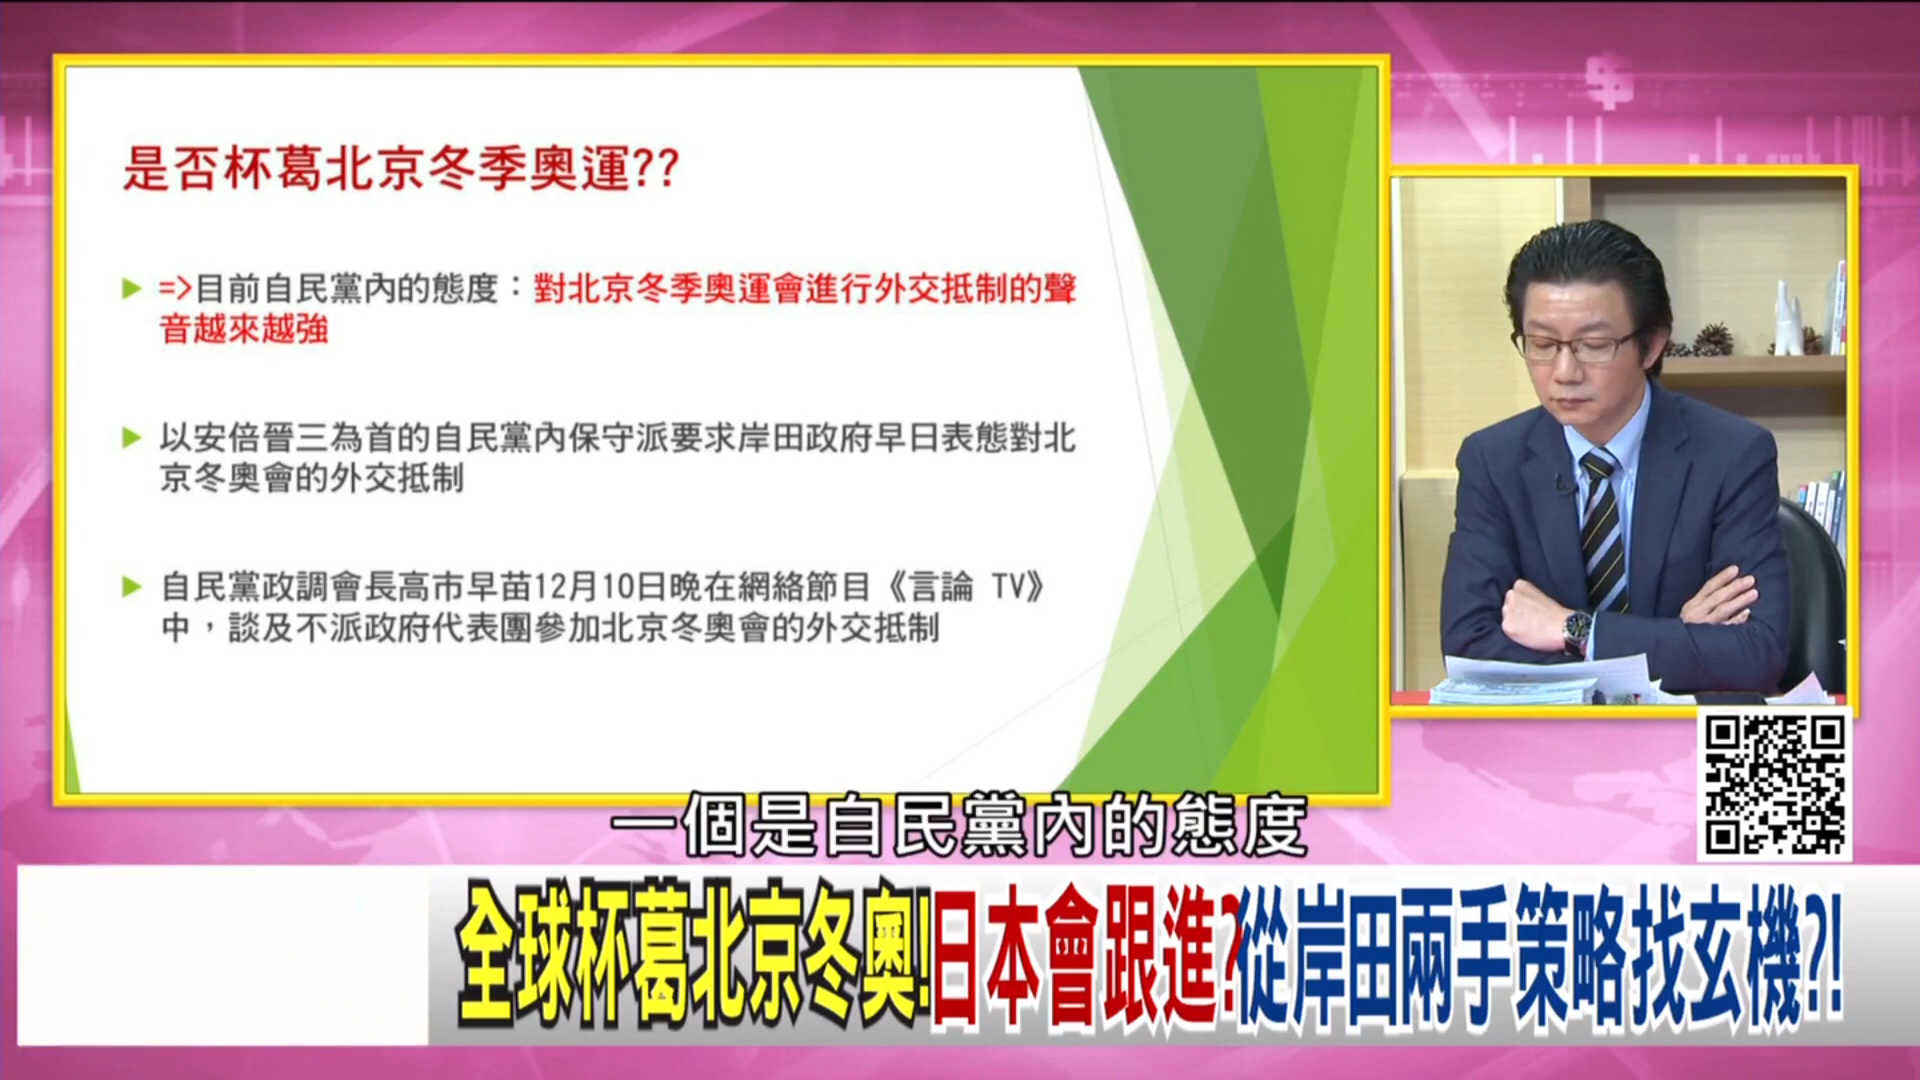 是否杯葛北京冬季奧運??
=>目前自民黨內的態度：對北京冬季奧運會進行外交抵制的聲
音越來越強
以安倍晉三為首的自民黨內保守派要求岸田政府早日表態對北
京冬奧會的外交抵制
自民黨政調會長高市早苗12月10日晚在網絡節目《言論 TV》
中，談及不派政府代表團參加北京冬奧會的外交抵制
一個是自民黨內的態度
全球杯葛北京冬奧!日本會跟進?從岸田兩手策略找玄機?!